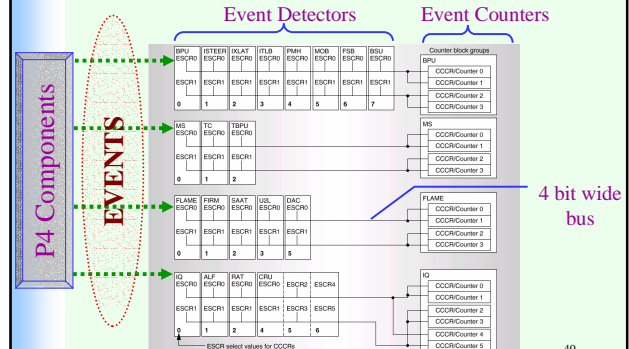 Event Detectors
Event Counters
P4 Components
EVENTS
Counter block groups
BPU ISTEER IXLAT ITLB PMH MOB FSB BSU
ESCR0 ESCR0 ESCR0 ESCR0 ESCR0 ESCR0 ESCR0 ESCR0
ESCR1 ESCR1 ESCR1 ESCR1 ESCR1 ESCR1 ESCR1 ESCR1
0 1 2 3 4 5 6 7
BPU
CCCR/Counter 0
CCCR/Counter 1
CCCR/Counter 2
CCCR/Counter 3
MS TC TBPU
ESCR0 ESCR0 ESCR0
ESCR1 ESCR1 ESCR1
0 1 2
MS
CCCR/Counter 0
CCCR/Counter 1
CCCR/Counter 2
CCCR/Counter 3
FLAME FIRM SAAT U2L DAC
ESCR0 ESCR0 ESCR0 ESCR0 ESCR0
ESCR1 ESCR1 ESCR1 ESCR1 ESCR1
0 1 2 3 5
FLAME
CCCR/Counter 0
CCCR/Counter 1
CCCR/Counter 2
CCCR/Counter 3
4 bit wide
bus
IQ ALF RAT CRU
ESCR0 ESCR0 ESCR0 ESCR0 ESCR2 ESCR4
ESCR1 ESCR1 ESCR1 ESCR1 ESCR3 ESCR5
0 1 2 4 5 6
ESCR select values for CCCRs
IQ
CCCR/Counter 0
CCCR/Counter 1
CCCR/Counter 2
CCCR/Counter 3
CCCR/Counter 4
CCCR/Counter 5